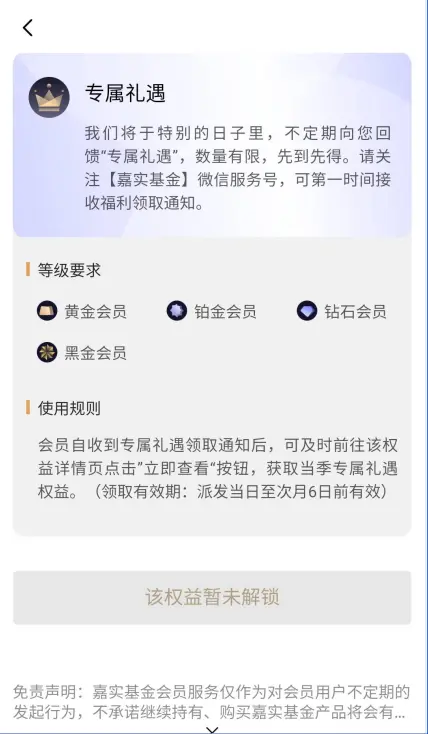 专属礼遇
我们将于特别的日子里，不定期向您回
馈“专属礼遇”，数量有限，先到先得。请关
注【嘉实基金】微信服务号，可第一时间接
收福利领取通知。
等级要求
黄金会员 铂金会员 钻石会员
黑金会员
使用规则
会员自收到专属礼遇领取通知后，可及时前往该权
益详情页点击”立即查看“按钮，获取当季专属礼遇
权益。（领取有效期：派发当日至次月6日前有效）
该权益暂未解锁
免责声明：嘉实基金会员服务仅作为对会员用户不定期的
发起行为，不承诺继续持有、购买嘉实基金产品将会有...